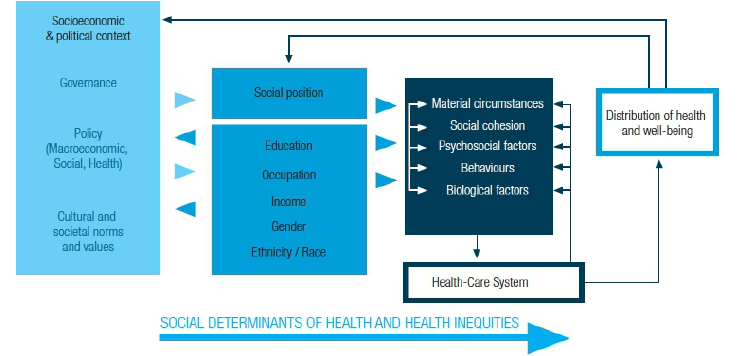 Socioeconomic
& political context
Governance
Policy
(Macroeconomic,
Social, Health)
Cultural and
societal norms
and values
Social position
Education
Occupation
Income
Gender
Ethnicity / Race
Material circumstances
Social cohesion
Psychosocial factors
Behaviours
Biological factors
Health-Care System
Distribution of health
and well-being
SOCIAL DETERMINANTS OF HEALTH AND HEALTH INEQUITIES